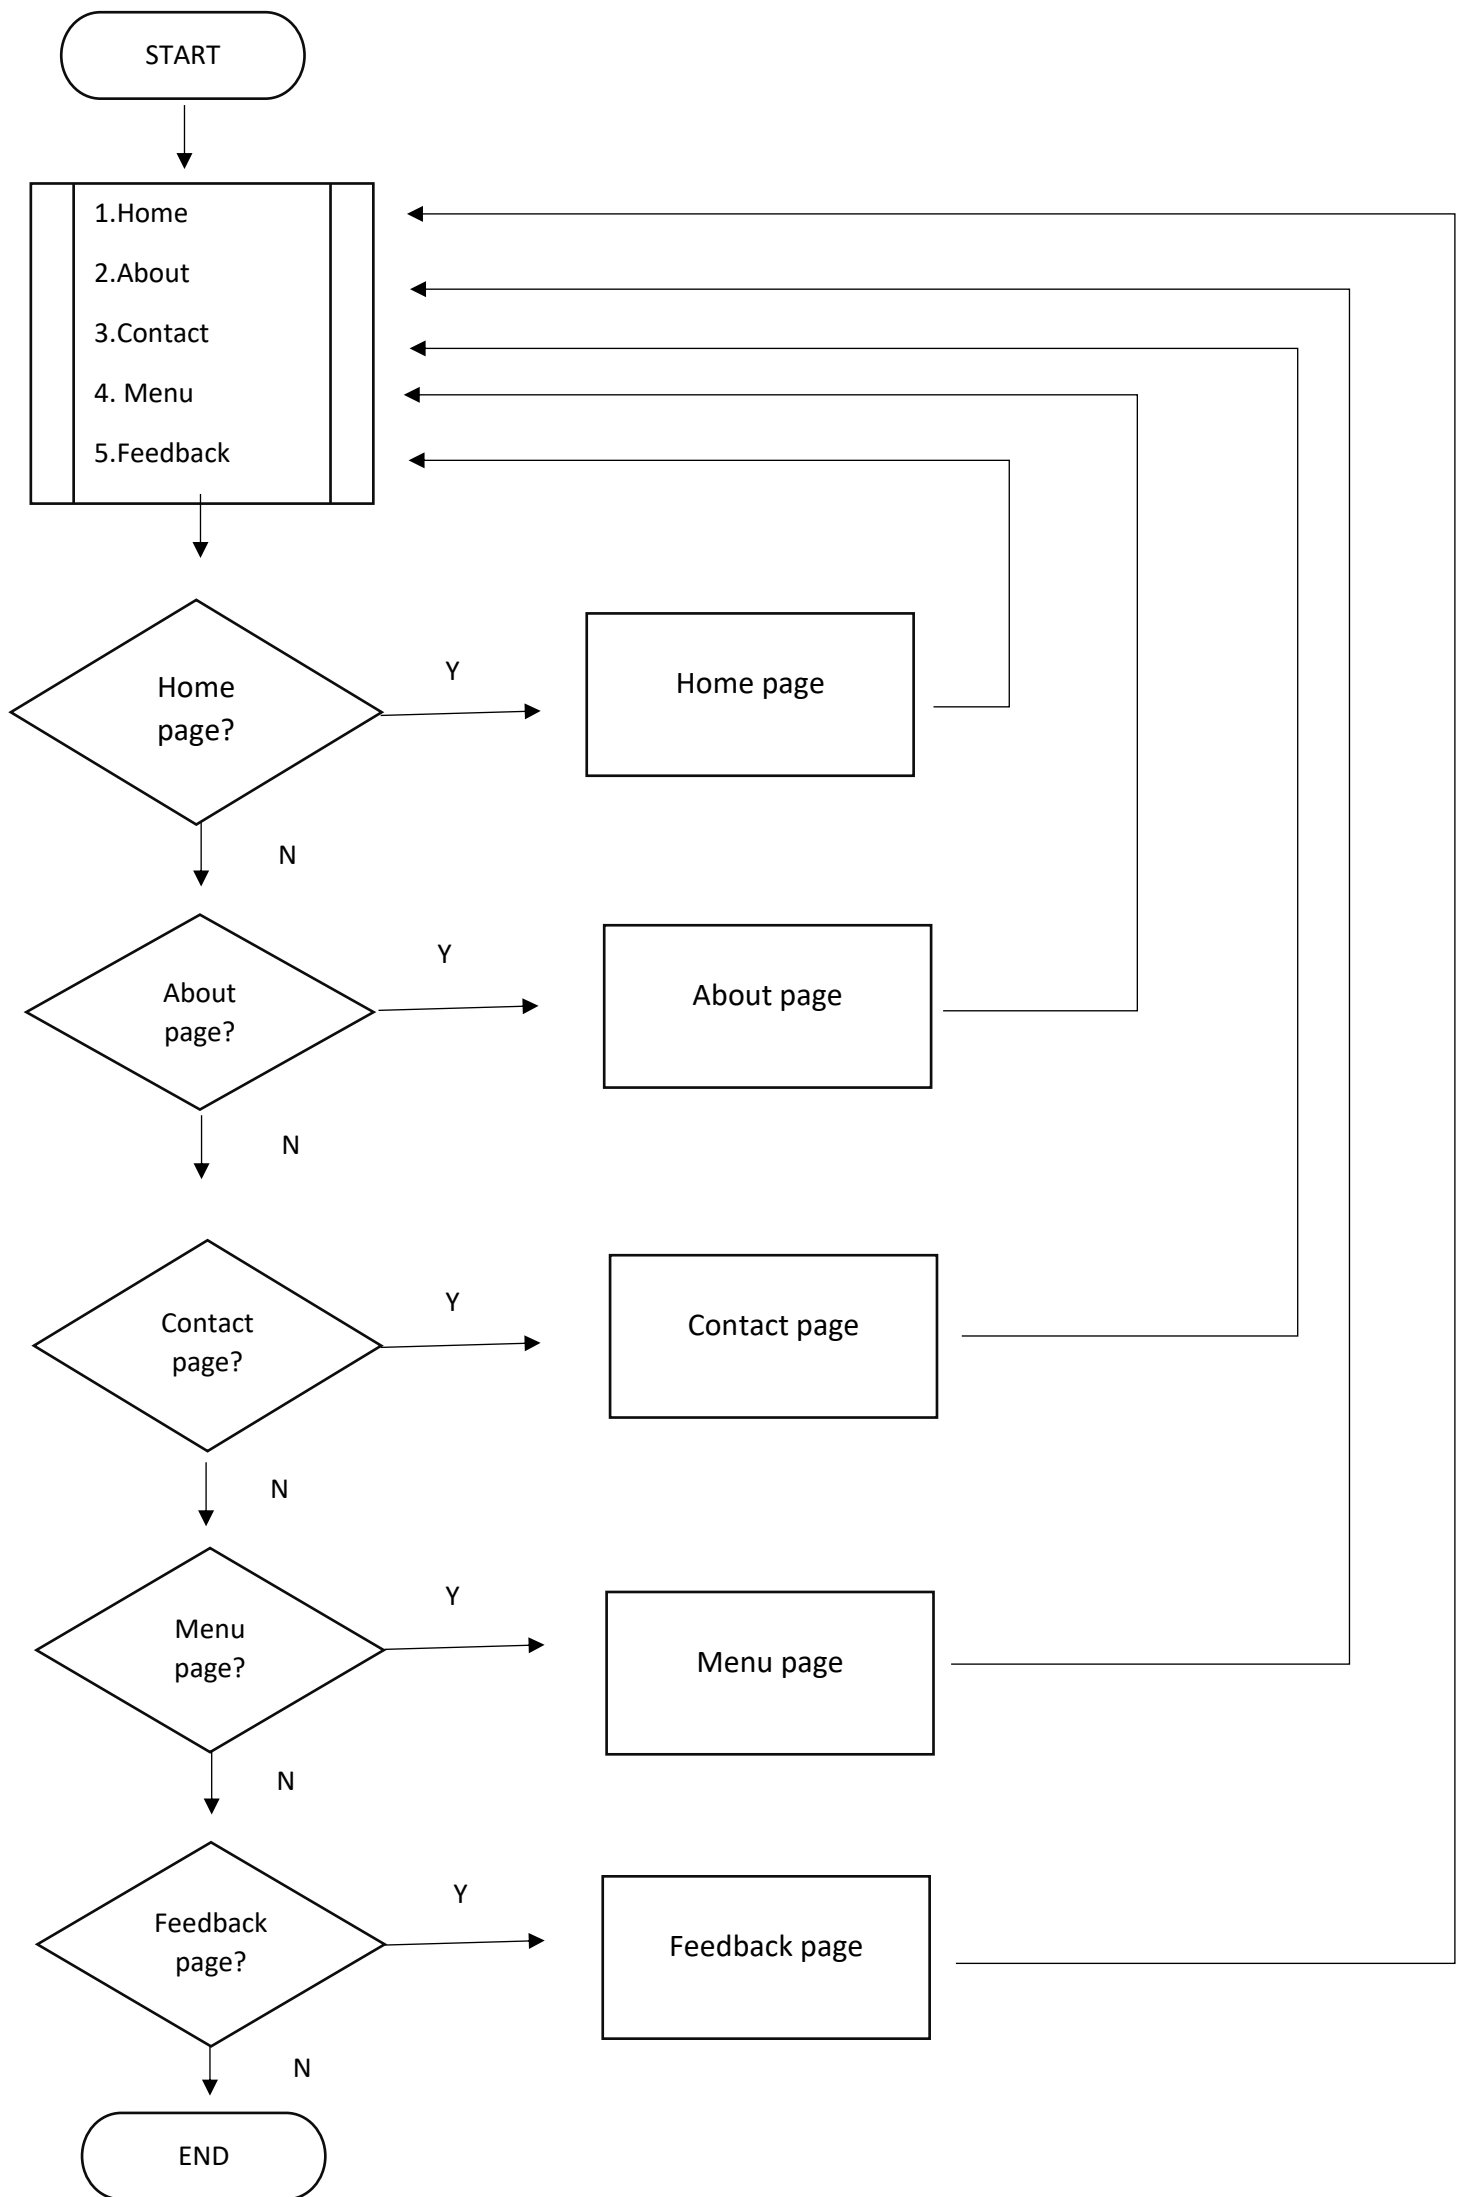 START
1.Home
2.About
3.Contact
4. Menu
5.Feedback
Home
page?
Y
Home page
N
About
page?
Y
About page
N
Contact
page?
Y
Contact page
N
Menu
page?
Y
Menu page
N
Feedback
page?
Y
Feedback page
N
END